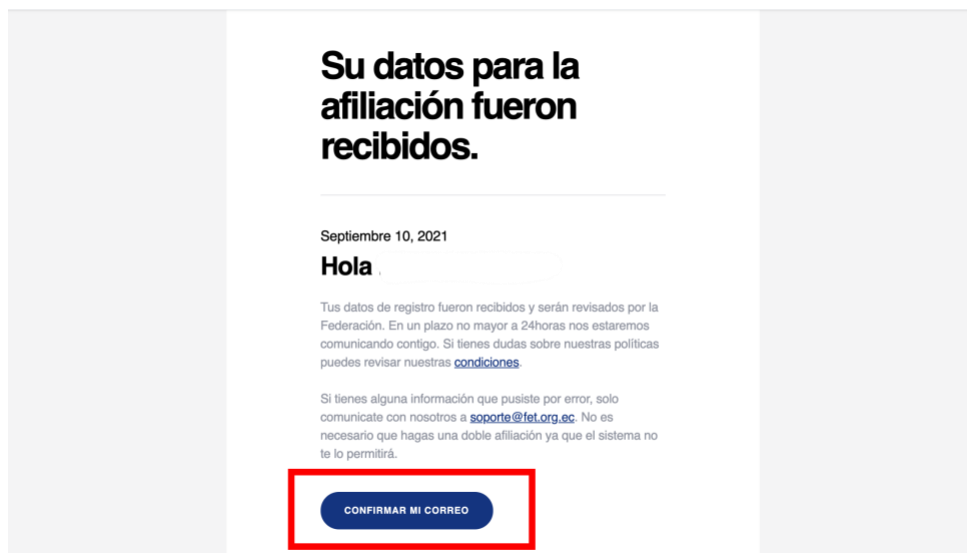 Su datos para la
afiliación fueron
recibidos.
Septiembre 10, 2021
Hola
Tus datos de registro fueron recibidos y serán revisados por la
Federación. En un plazo no mayor a 24horas nos estaremos
comunicando contigo. Si tienes dudas sobre nuestras políticas
puedes revisar nuestras condiciones.
Si tienes alguna información que pusiste por error, solo
comunicate con nosotros a soporte@fet.org.ec. No es
necesario que hagas una doble afiliación ya que el sistema no
te lo permitirá.
CONFIRMAR MI CORREO